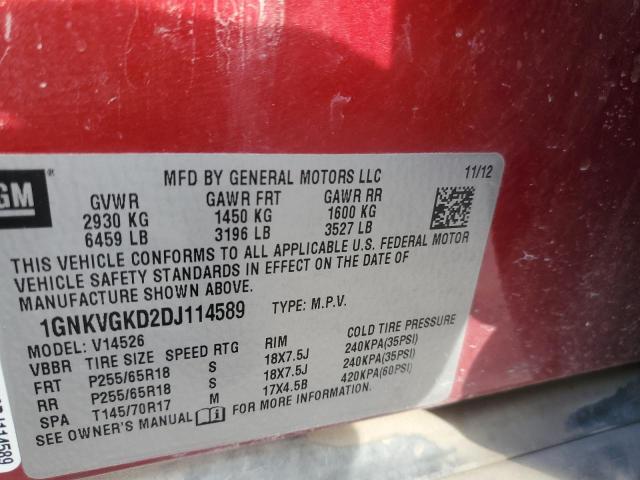 GM
MFD BY GENERAL MOTORS LLC 11/12
GVWR GAWR FRT GAWR RR
2930 KG 1450 KG 1600 KG
6459 LB 3196 LB 3527 LB
THIS VEHICLE CONFORMS TO ALL APPLICABLE U.S. FEDERAL MOTOR
VEHICLE SAFETY STANDARDS IN EFFECT ON THE DATE OF
MANUFACTURE SHOWN ABOVE.
1GNKVGKD2DJ114589 TYPE: M.P.V.
MODEL: V14526
VBBR TIRE SIZE SPEED RTG RIM COLD TIRE PRESSURE
FRT P255/65R18 S 18X7.5J 240KPA(35PSI)
RR P255/65R18 S 18X7.5J 240KPA(35PSI)
SPA T145/70R17 M 17X4.5B 420KPA(60PSI)
SEE OWNER'S MANUAL i FOR MORE INFORMATION.
J114589